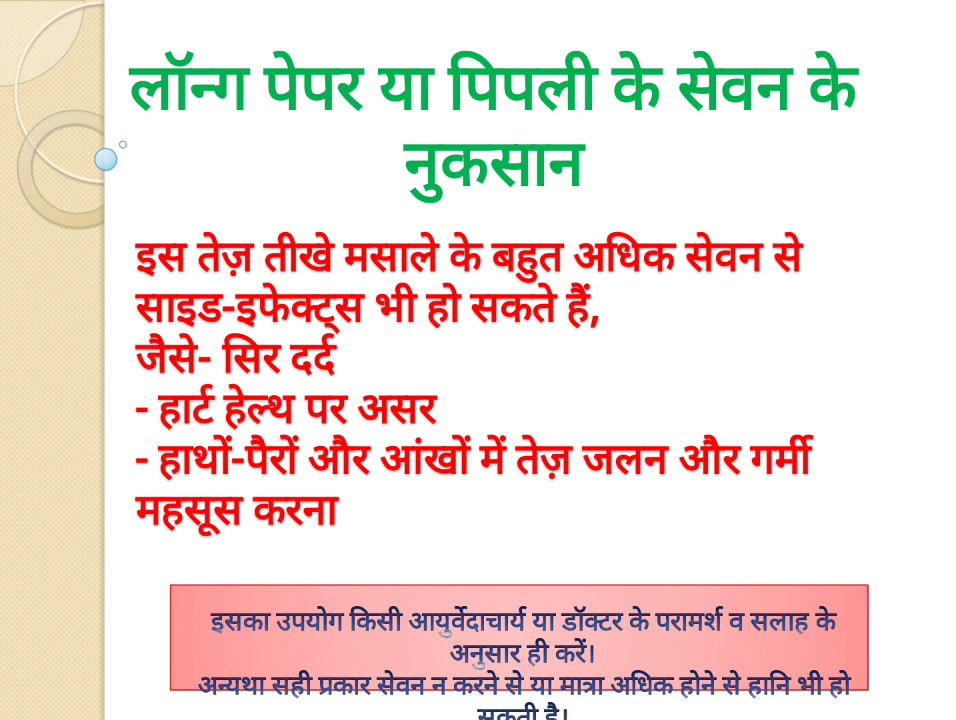 लॉन्ग पेपर या पिपली के सेवन के
नुकसान
इस तेज़ तीखे मसाले के बहुत अधिक सेवन से
साइड-इफेक्ट्स भी हो सकते हैं,
जैसे- सिर दर्द
- हार्ट हेल्थ पर असर
- हाथों-पैरों और आंखों में तेज़ जलन और गर्मी
महसूस करना
इसका उपयोग किसी आयुर्वेदाचार्य या डॉक्टर के परामर्श व सलाह के
अनुसार ही करें।
अन्यथा सही प्रकार सेवन न करने से या मात्रा अधिक होने से हानि भी हो
सकती है।